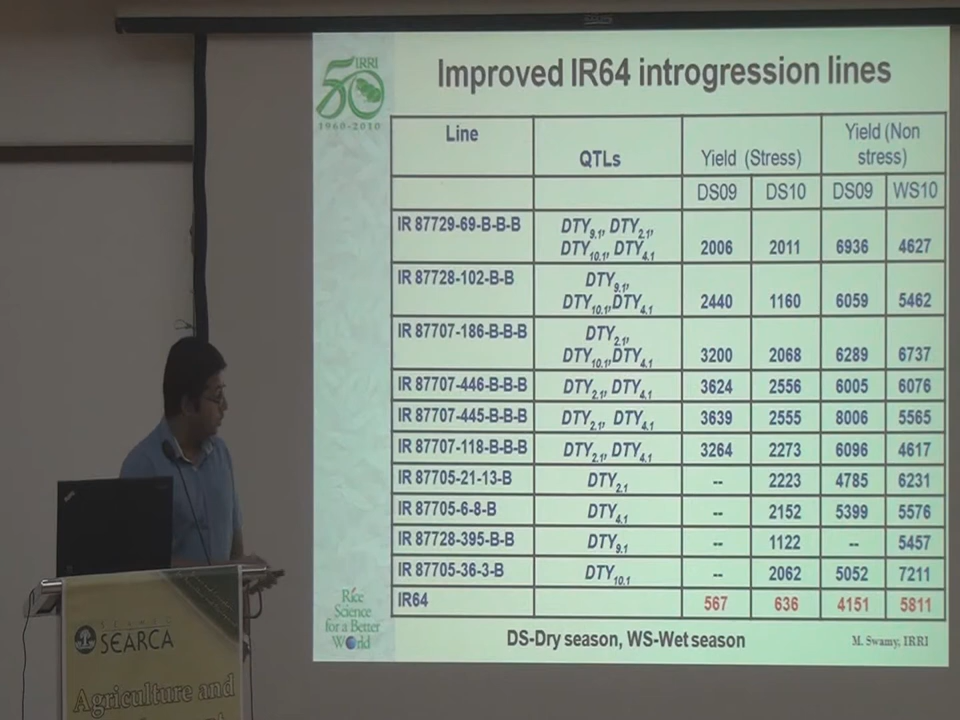 IRRI
50
1960-2010
Improved IR64 introgression lines
Line QTLs Yield (Stress) Yield (Non stress)
DS09 DS10 DS09 WS10
IR 87729-69-B-B-B DTY9.1, DTY2.1, DTY10.1, DTY4.1 2006 2011 6936 4627
IR 87728-102-B-B DTY9.1, DTY10.1, DTY4.1 2440 1160 6059 5462
IR 87707-186-B-B-B DTY2.1, DTY10.1, DTY4.1 3200 2068 6289 6737
IR 87707-446-B-B-B DTY2.1, DTY4.1 3624 2556 6005 6076
IR 87707-445-B-B-B DTY2.1, DTY4.1 3639 2555 8006 5565
IR 87707-118-B-B-B DTY2.1, DTY4.1 3264 2273 6096 4617
IR 87705-21-13-B DTY2.1 -- 2223 4785 6231
IR 87705-6-8-B DTY4.1 -- 2152 5399 5576
IR 87728-395-B-B DTY9.1 -- 1122 -- 5457
IR 87705-36-3-B DTY10.1 -- 2062 5052 7211
IR64 567 636 4151 5811
Rice
Science
for a Better
World
DS-Dry season, WS-Wet season
M. Swamy, IRRI
SEARCA
Agriculture and